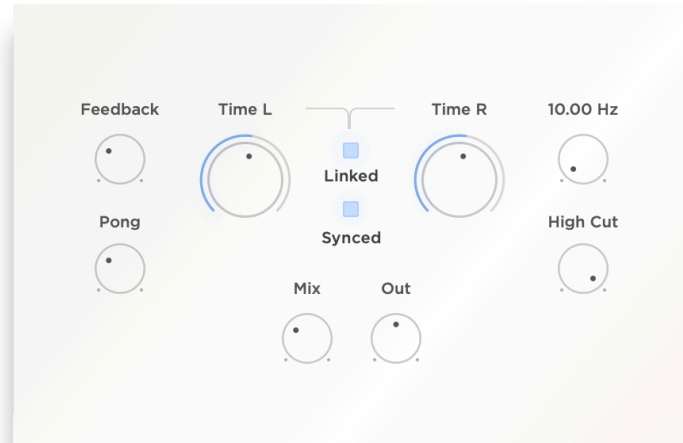 Feedback
Time L
Time R
10.00 Hz
Linked
Pong
High Cut
Synced
Mix
Out